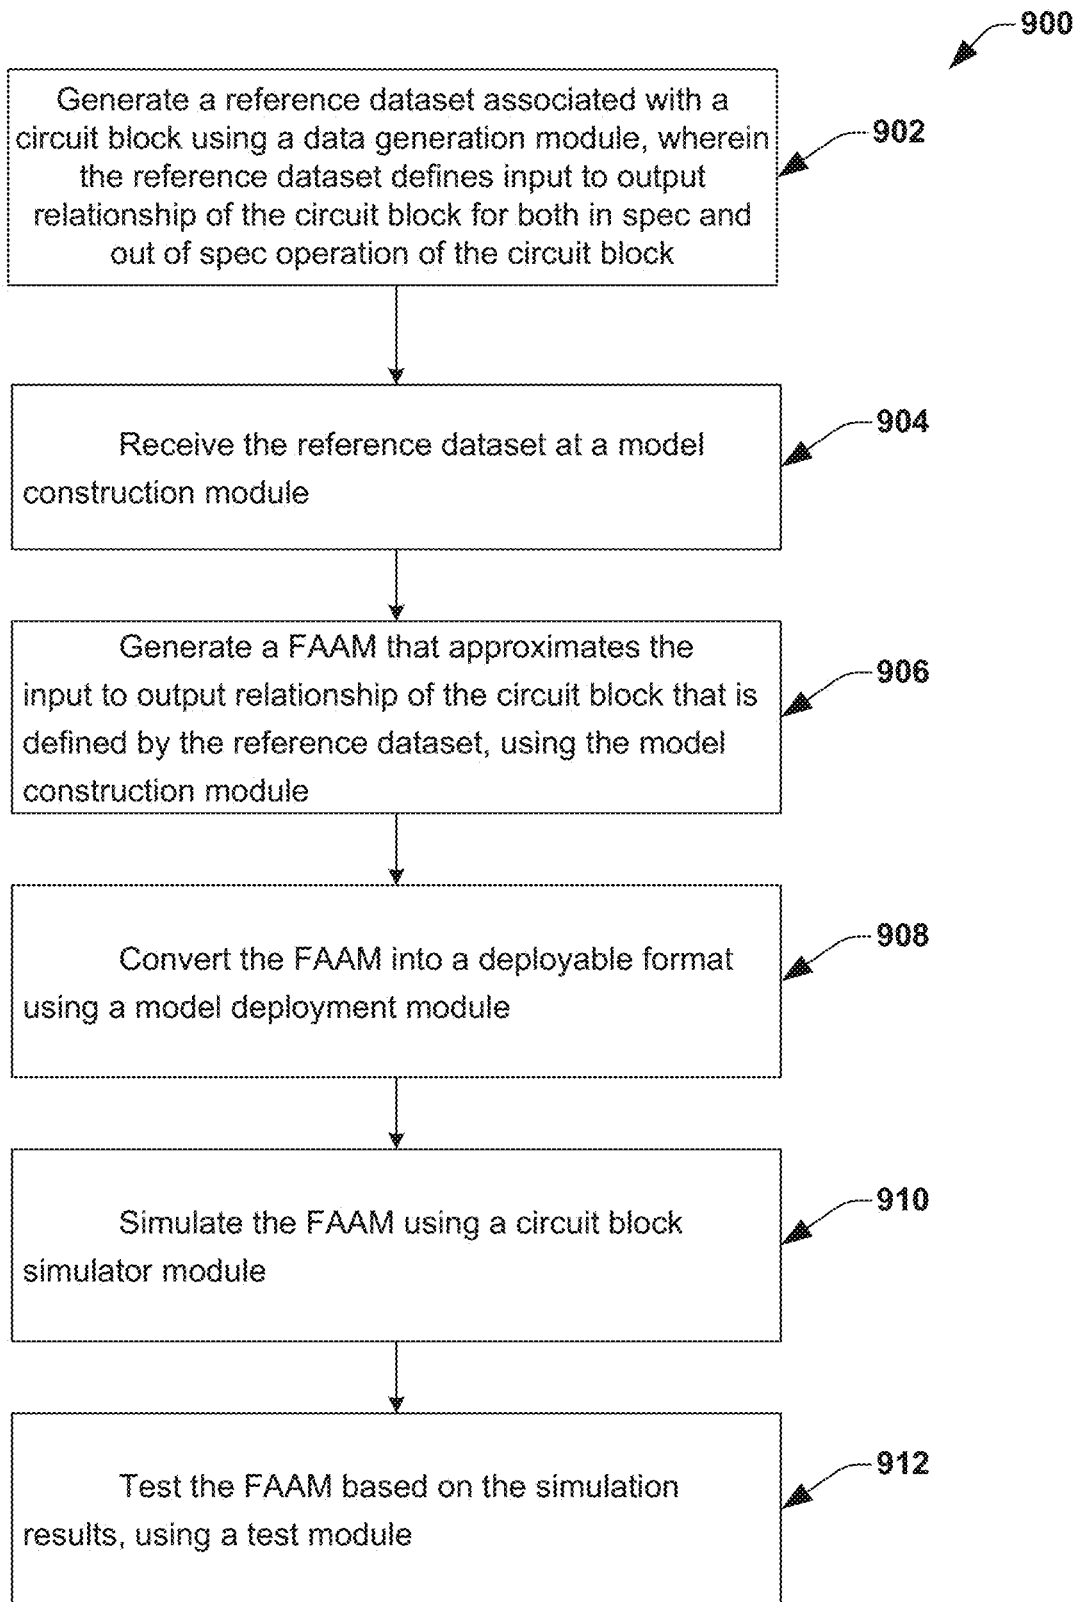 900
Generate a reference dataset associated with a
circuit block using a data generation module, wherein
the reference dataset defines input to output
relationship of the circuit block for both in spec and
out of spec operation of the circuit block
902
Receive the reference dataset at a model
construction module
904
Generate a FAAM that approximates the
input to output relationship of the circuit block that is
defined by the reference dataset, using the model
construction module
906
Convert the FAAM into a deployable format
using a model deployment module
908
Simulate the FAAM using a circuit block
simulator module
910
Test the FAAM based on the simulation
results, using a test module
912